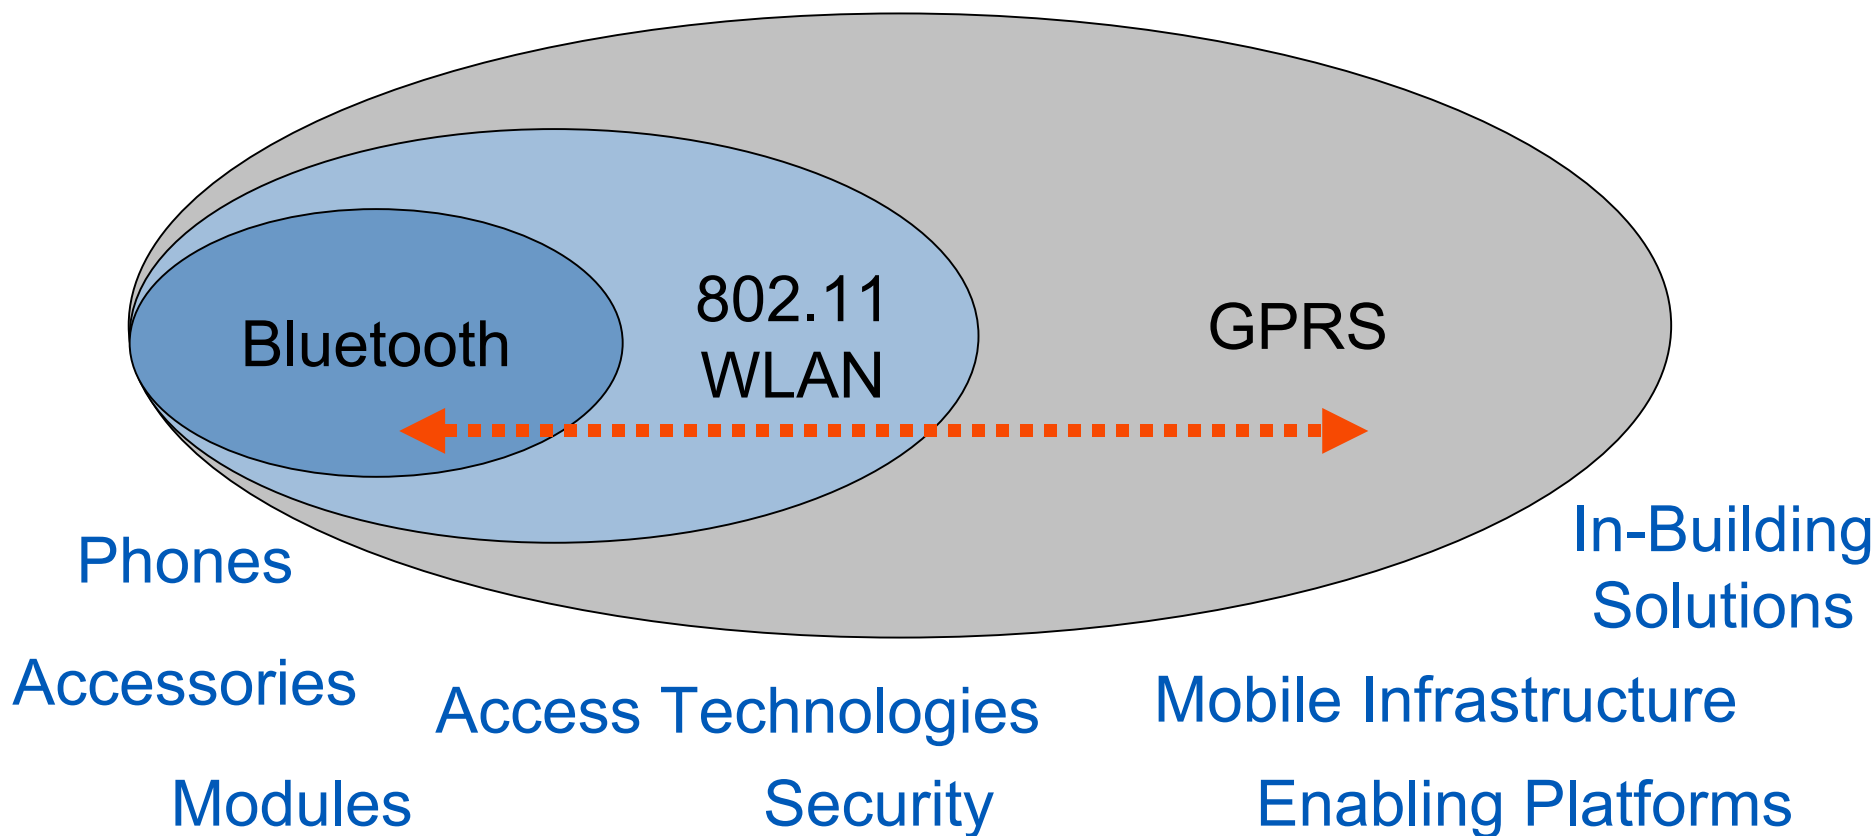 Bluetooth
802.11
WLAN
GPRS
Phones
In-Building
Solutions
Accessories
Access Technologies
Mobile Infrastructure
Modules
Security
Enabling Platforms